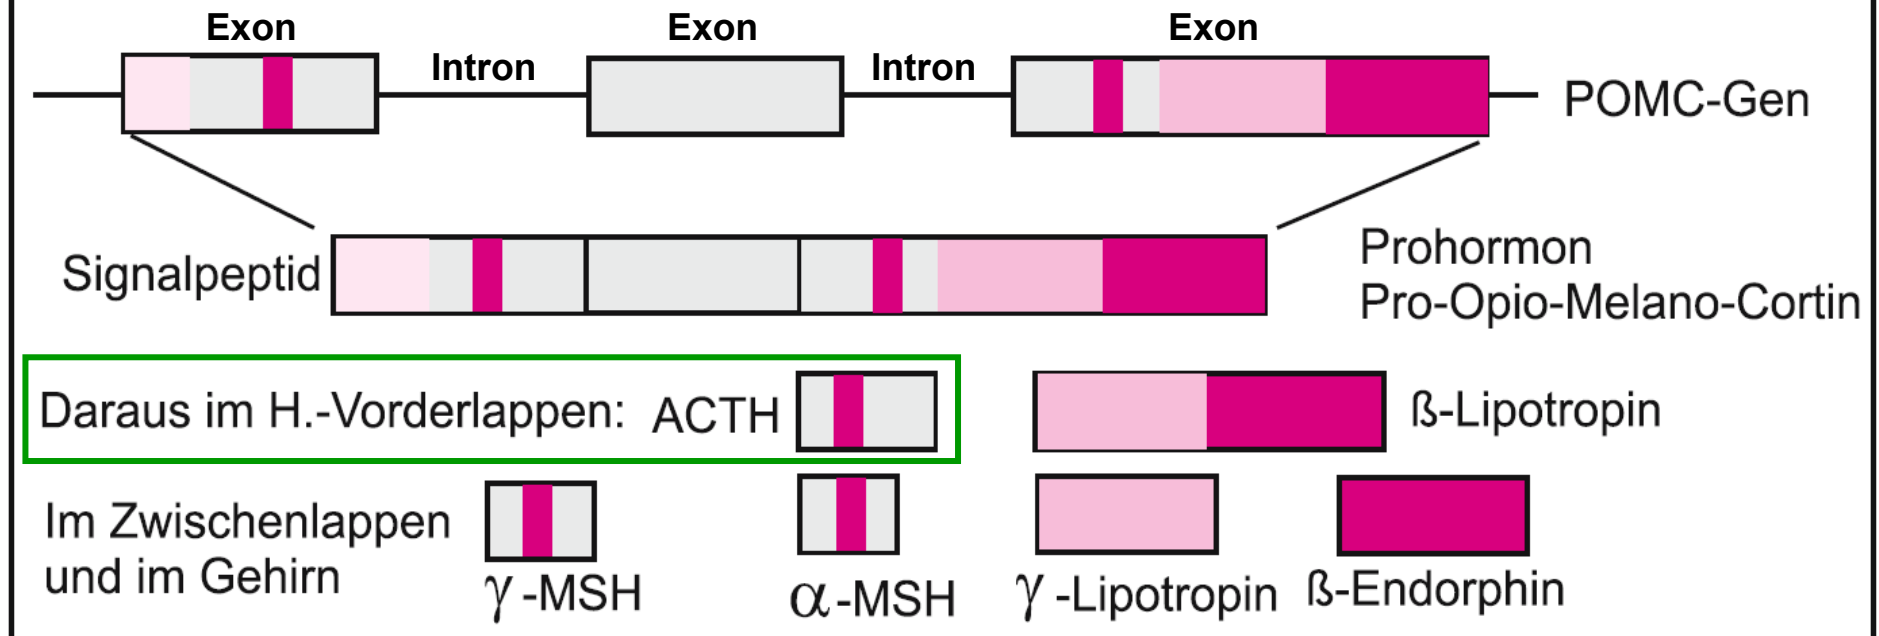 Exon
Exon
Exon
Intron
Intron
POMC-Gen
Signalpeptid
Prohormon
Pro-Opio-Melano-Cortin
Daraus im H.-Vorderlappen: ACTH
ß-Lipotropin
Im Zwischenlappen
und im Gehirn
γ-MSH
α-MSH
γ-Lipotropin
ß-Endorphin